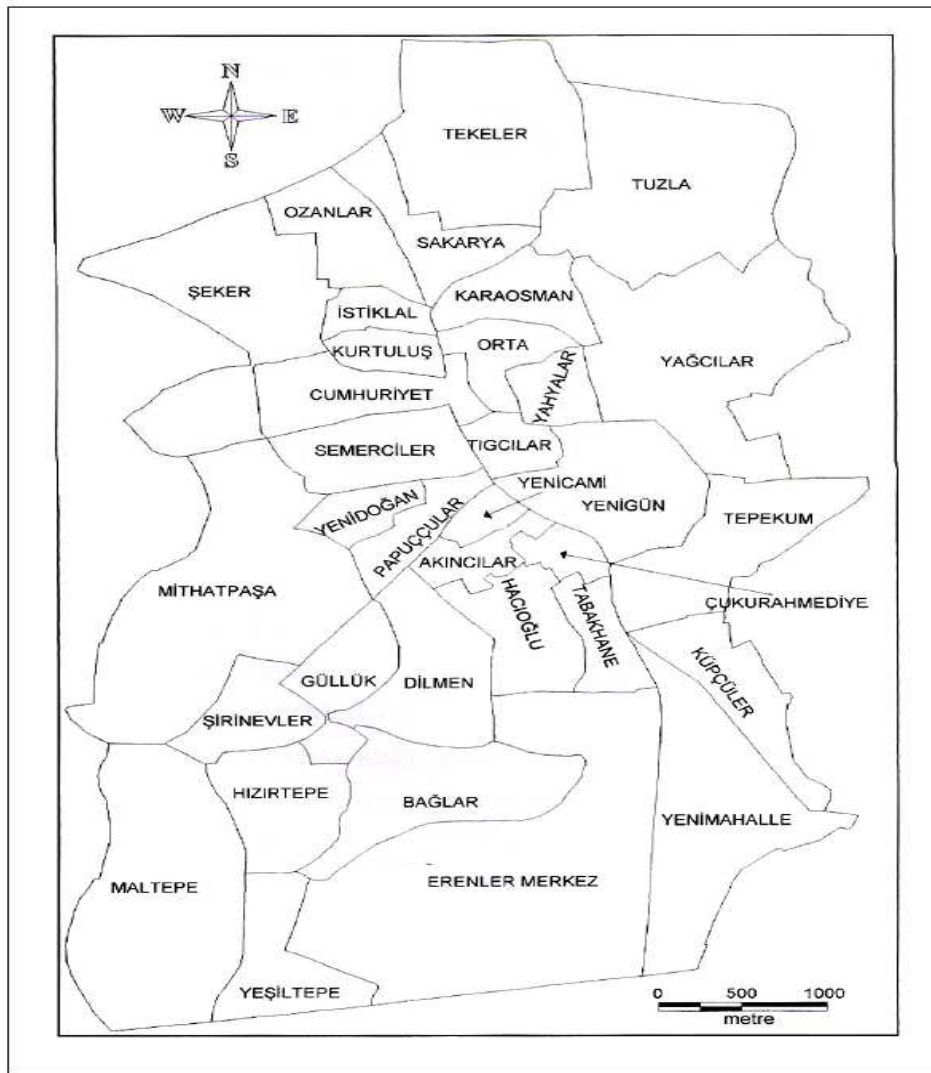 N
W E
S
TEKELER
TUZLA
OZANLAR
SAKARYA
ŞEKER
KARAOSMAN
İSTİKLAL
ORTA
KURTULUŞ
YAĞCILAR
YAHYALAR
CUMHURİYET
TIGCILAR
SEMERCİLER
YENİCAMİ
YENİGÜN
YENİDOĞAN
PAPUÇÇULAR
TEPEKUM
AKINCILAR
MİTHATPAŞA
ÇUKURAHMEDİYE
HACIOĞLU
TABAKHANE
KÜPÇÜLER
GÜLLÜK
DİLMEN
ŞİRİNEVLER
HIZIRTEPE
BAĞLAR
YENİMAHALLE
MALTEPE
ERENLER MERKEZ
YEŞİLTEPE
0 500 1000
metre